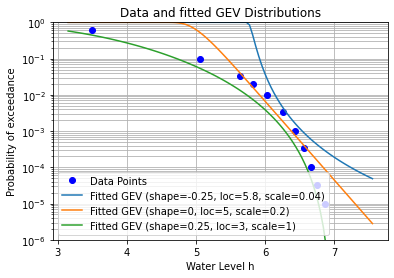 Data and fitted GEV Distributions
Probability of exceedance
10⁰
10⁻¹
10⁻²
10⁻³
10⁻⁴
10⁻⁵
10⁻⁶
Data Points
Fitted GEV (shape=-0.25, loc=5.8, scale=0.04)
Fitted GEV (shape=0, loc=5, scale=0.2)
Fitted GEV (shape=0.25, loc=3, scale=1)
3 4 5 6 7
Water Level h